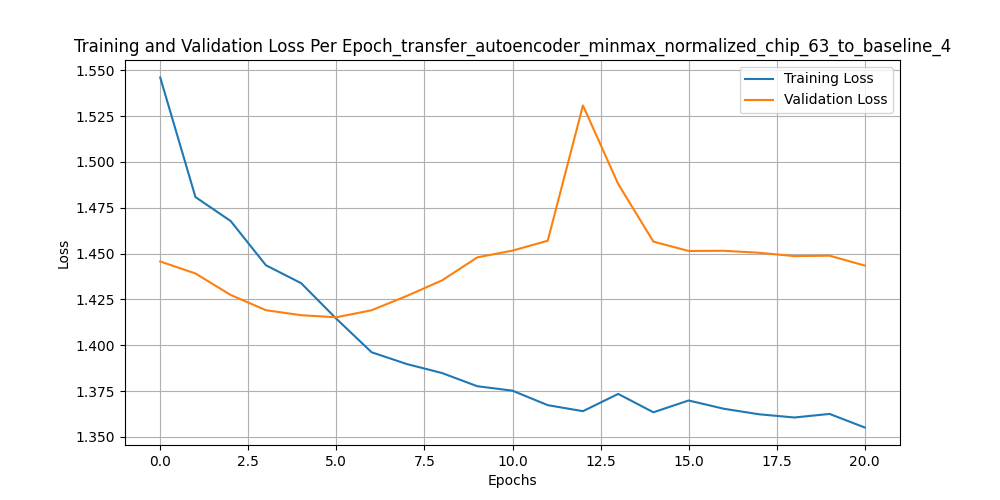 Training and Validation Loss Per Epoch_transfer_autoencoder_minmax_normalized_chip_63_to_baseline_4
Training Loss
Validation Loss
1.550
1.525
1.500
1.475
1.450
1.425
1.400
1.375
1.350
Loss
0.0 2.5 5.0 7.5 10.0 12.5 15.0 17.5 20.0
Epochs